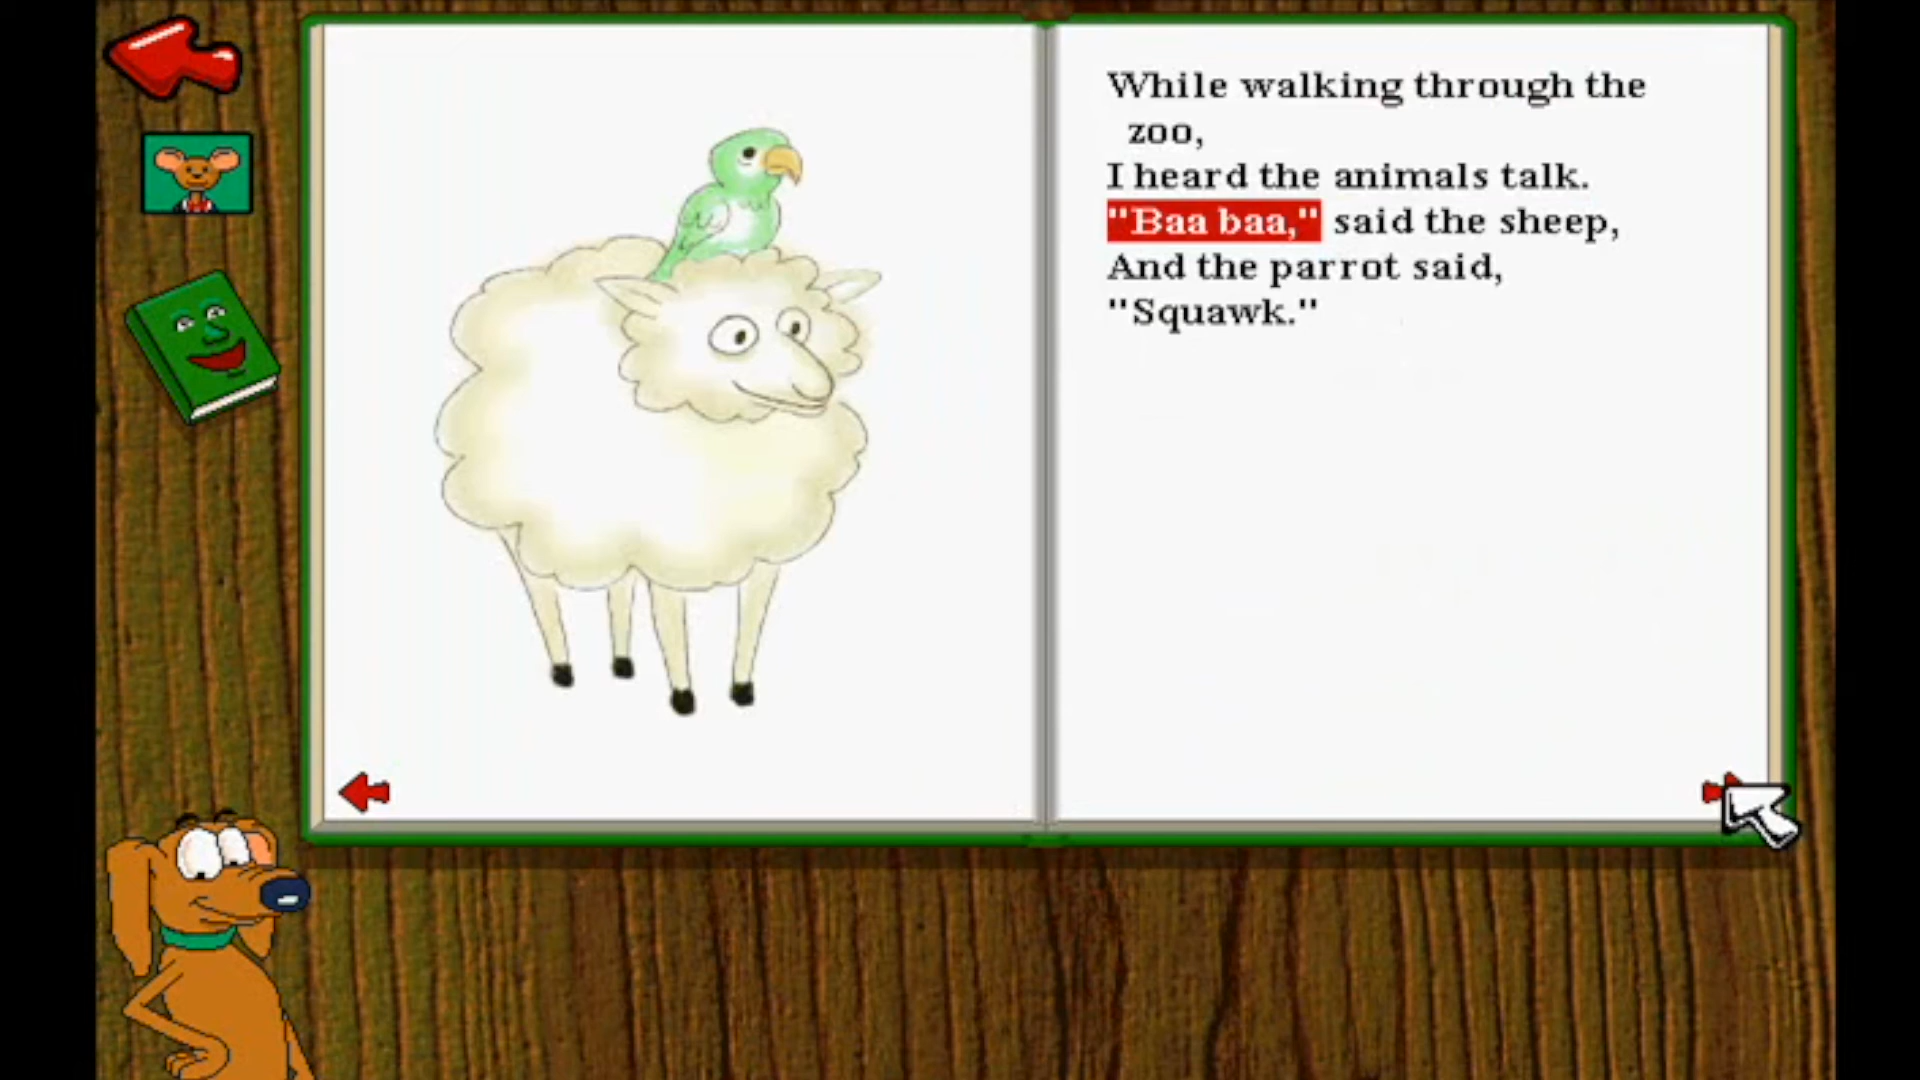 While walking through the
zoo,
I heard the animals talk.
"Baa baa," said the sheep,
And the parrot said,
"Squawk."